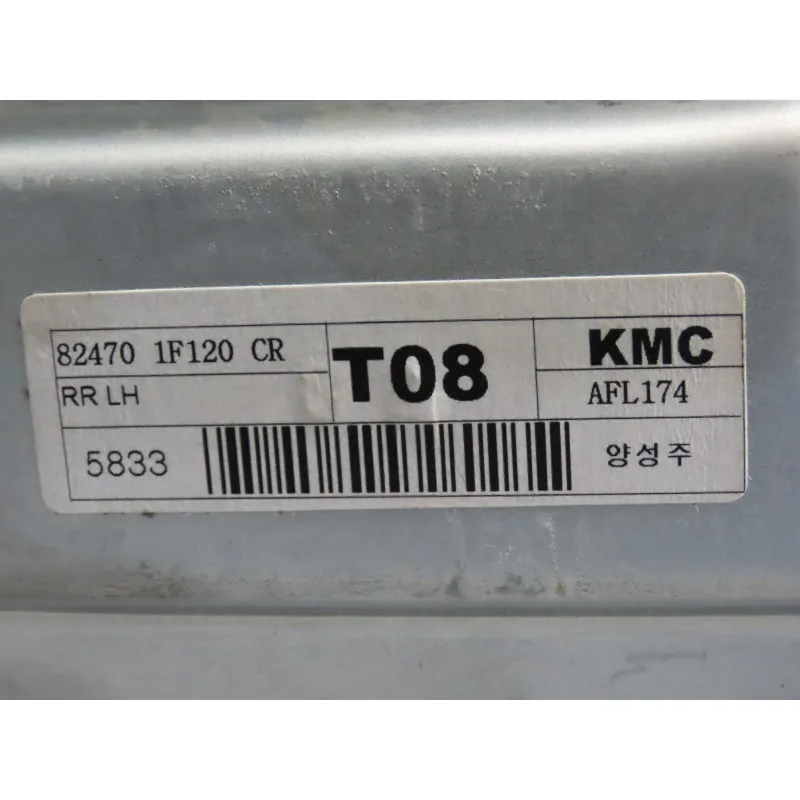 82470 1F120 CR
RR LH
T08
KMC
AFL174
5833
양성주